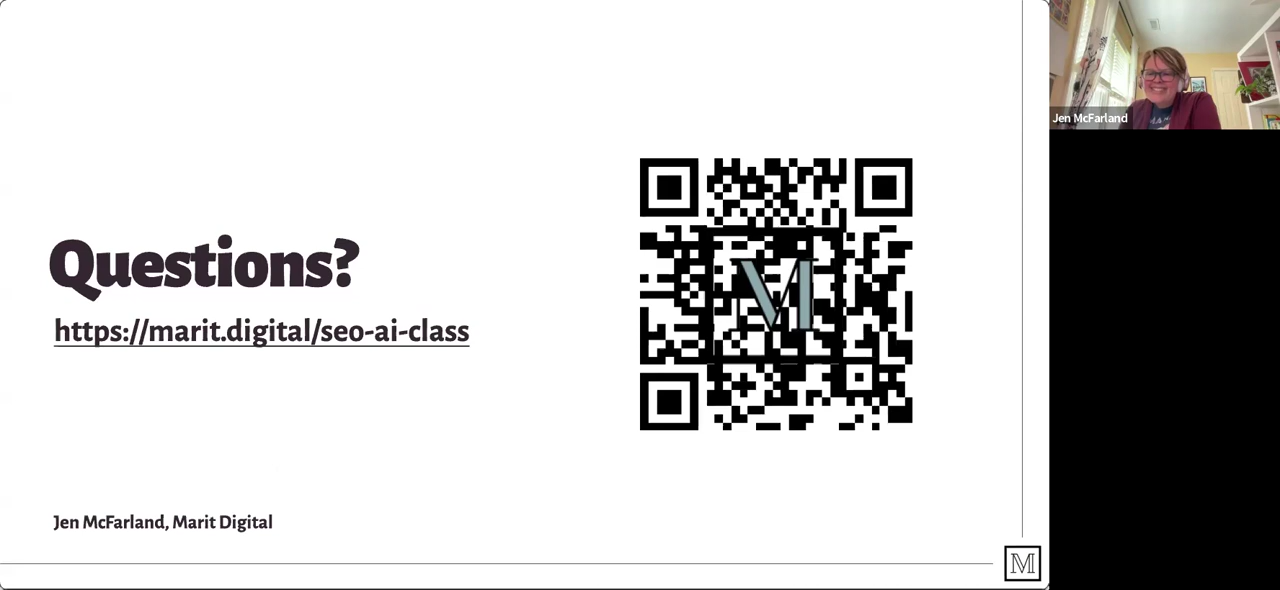 Questions?
https://marit.digital/seo-ai-class
Jen McFarland, Marit Digital
M
M
Jen McFarland